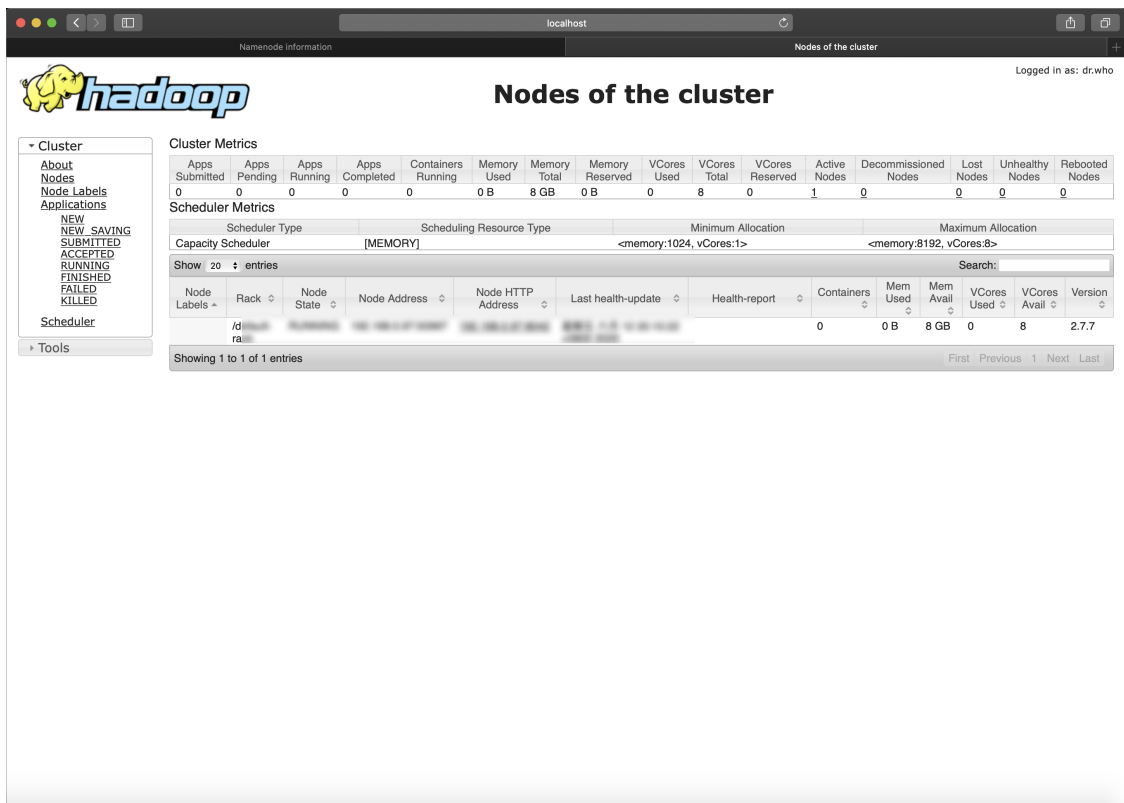 localhost
Namenode information
Nodes of the cluster
Logged in as: dr.who
hadoop
Nodes of the cluster
Cluster
About
Nodes
Node Labels
Applications
NEW
NEW_SAVING
SUBMITTED
ACCEPTED
RUNNING
FINISHED
FAILED
KILLED
Scheduler
Tools
Cluster Metrics
Apps Submitted Apps Pending Apps Running Apps Completed Containers Running Memory Used Memory Total Memory Reserved VCores Used VCores Total VCores Reserved Active Nodes Decommissioned Nodes Lost Nodes Unhealthy Nodes Rebooted Nodes
0 0 0 0 0 0 B 8 GB 0 B 0 8 0 1 0 0 0 0
Scheduler Metrics
Scheduler Type Scheduling Resource Type Minimum Allocation Maximum Allocation
Capacity Scheduler [MEMORY] <memory:1024, vCores:1> <memory:8192, vCores:8>
Show 20 entries Search:
Node Labels Rack Node State Node Address Node HTTP Address Last health-update Health-report Containers Mem Used Mem Avail VCores Used VCores Avail Version
0 0 B 8 GB 0 8 2.7.7
Showing 1 to 1 of 1 entries First Previous 1 Next Last